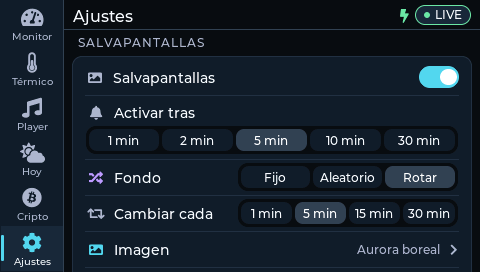 Ajustes
LIVE
Monitor
Térmico
Player
Hoy
Cripto
Ajustes
SALVAPANTALLAS
Salvapantallas
Activar tras
1 min 2 min 5 min 10 min 30 min
Fondo Fijo Aleatorio Rotar
Cambiar cada 1 min 5 min 15 min 30 min
Imagen Aurora boreal